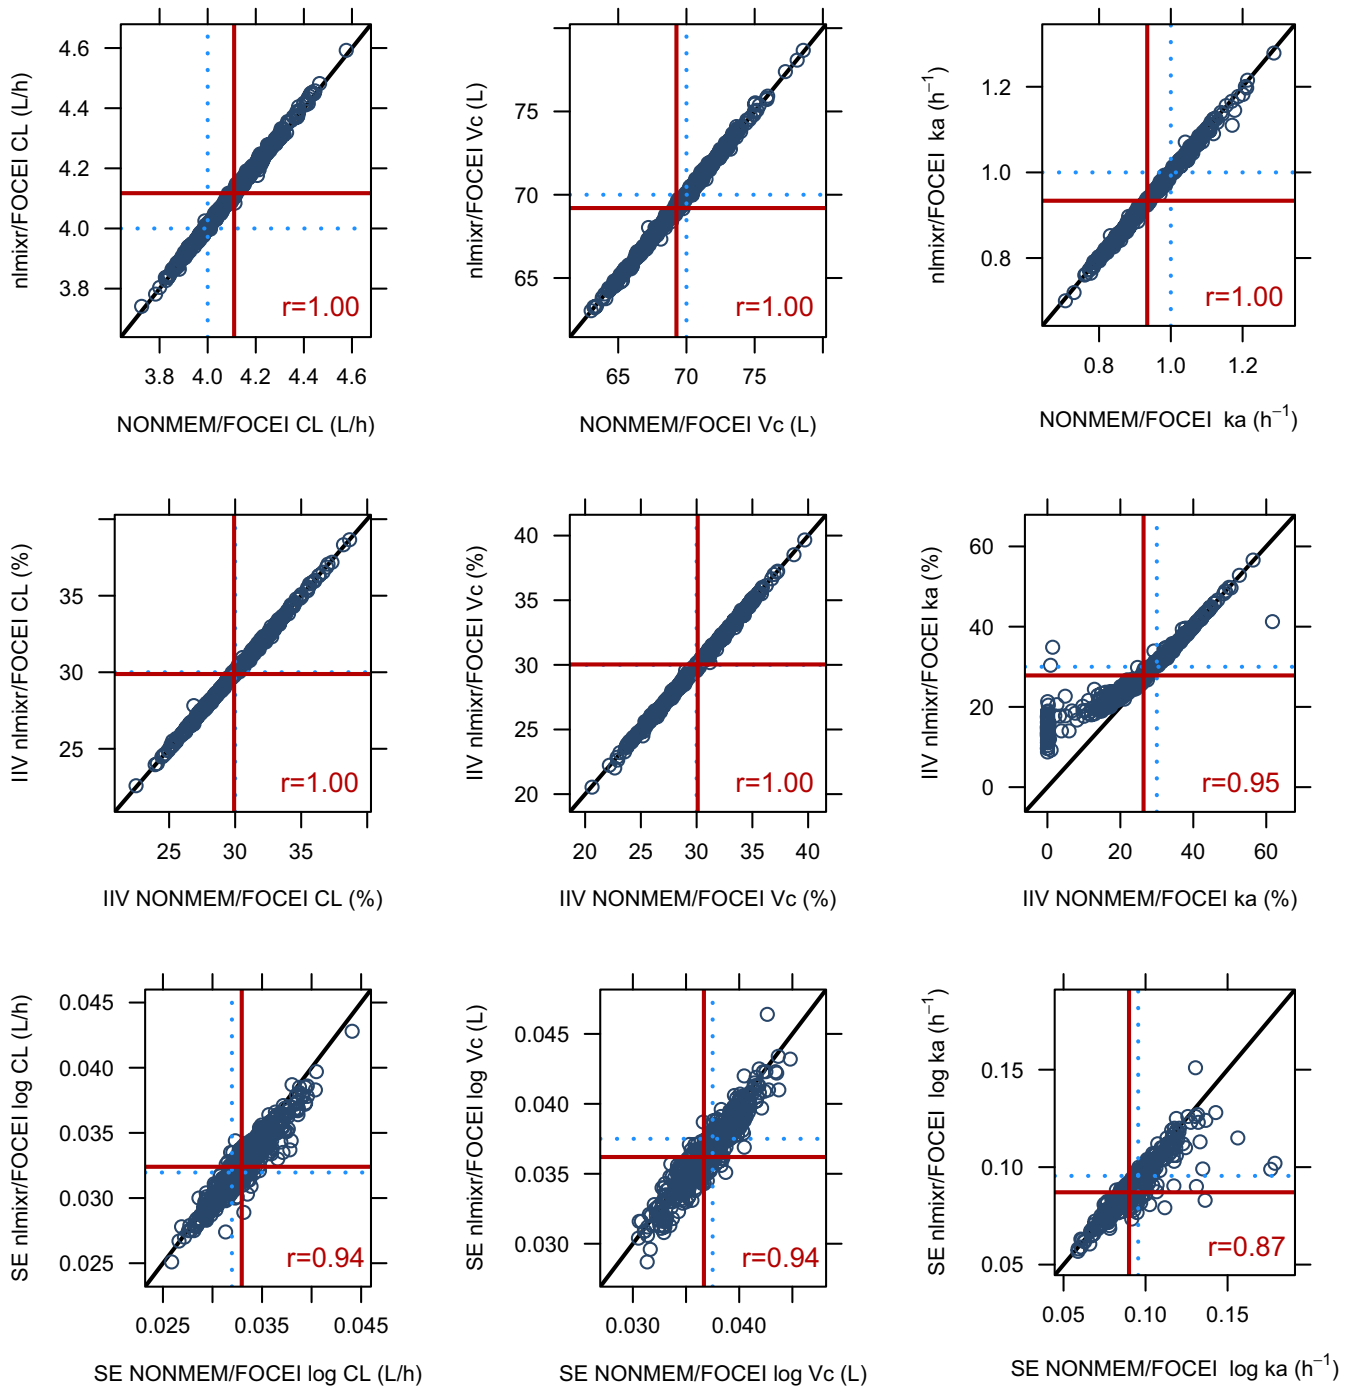 nlmixr/FOCEI CL (L/h)
4.6
4.4
4.2
4.0
3.8
r=1.00
3.8 4.0 4.2 4.4 4.6
NONMEM/FOCEI CL (L/h)
nlmixr/FOCEI Vc (L)
75
70
65
r=1.00
65 70 75
NONMEM/FOCEI Vc (L)
nlmixr/FOCEI ka (h⁻¹)
1.2
1.0
0.8
r=1.00
0.8 1.0 1.2
NONMEM/FOCEI ka (h⁻¹)
IIV nlmixr/FOCEI CL (%)
35
30
25
r=1.00
25 30 35
IIV NONMEM/FOCEI CL (%)
IIV nlmixr/FOCEI Vc (%)
40
35
30
25
20
r=1.00
20 25 30 35 40
IIV NONMEM/FOCEI Vc (%)
IIV nlmixr/FOCEI ka (%)
60
40
20
0
r=0.95
0 20 40 60
IIV NONMEM/FOCEI ka (%)
SE nlmixr/FOCEI log CL (L/h)
0.045
0.040
0.035
0.030
0.025
r=0.94
0.025 0.035 0.045
SE NONMEM/FOCEI log CL (L/h)
SE nlmixr/FOCEI log Vc (L)
0.045
0.040
0.035
0.030
r=0.94
0.030 0.040
SE NONMEM/FOCEI log Vc (L)
SE nlmixr/FOCEI log ka (h⁻¹)
0.15
0.10
0.05
r=0.87
0.05 0.10 0.15
SE NONMEM/FOCEI log ka (h⁻¹)